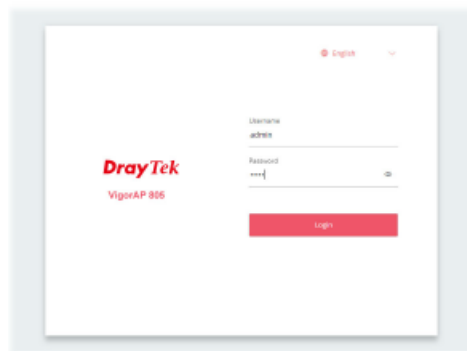 English
Username
admin
Password
••••
DrayTek
VigorAP 805
Login